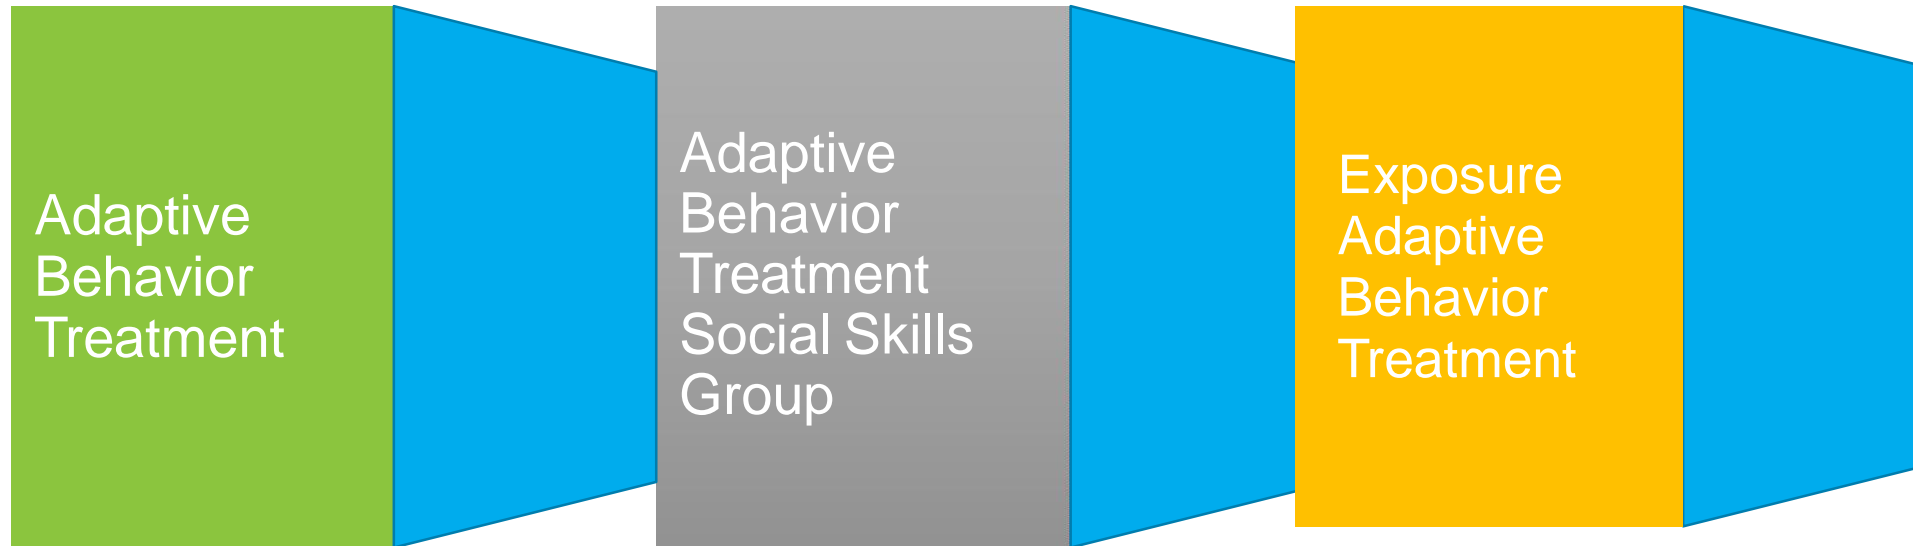 Adaptive
Behavior
Treatment
Adaptive
Behavior
Treatment
Social Skills
Group
Exposure
Adaptive
Behavior
Treatment